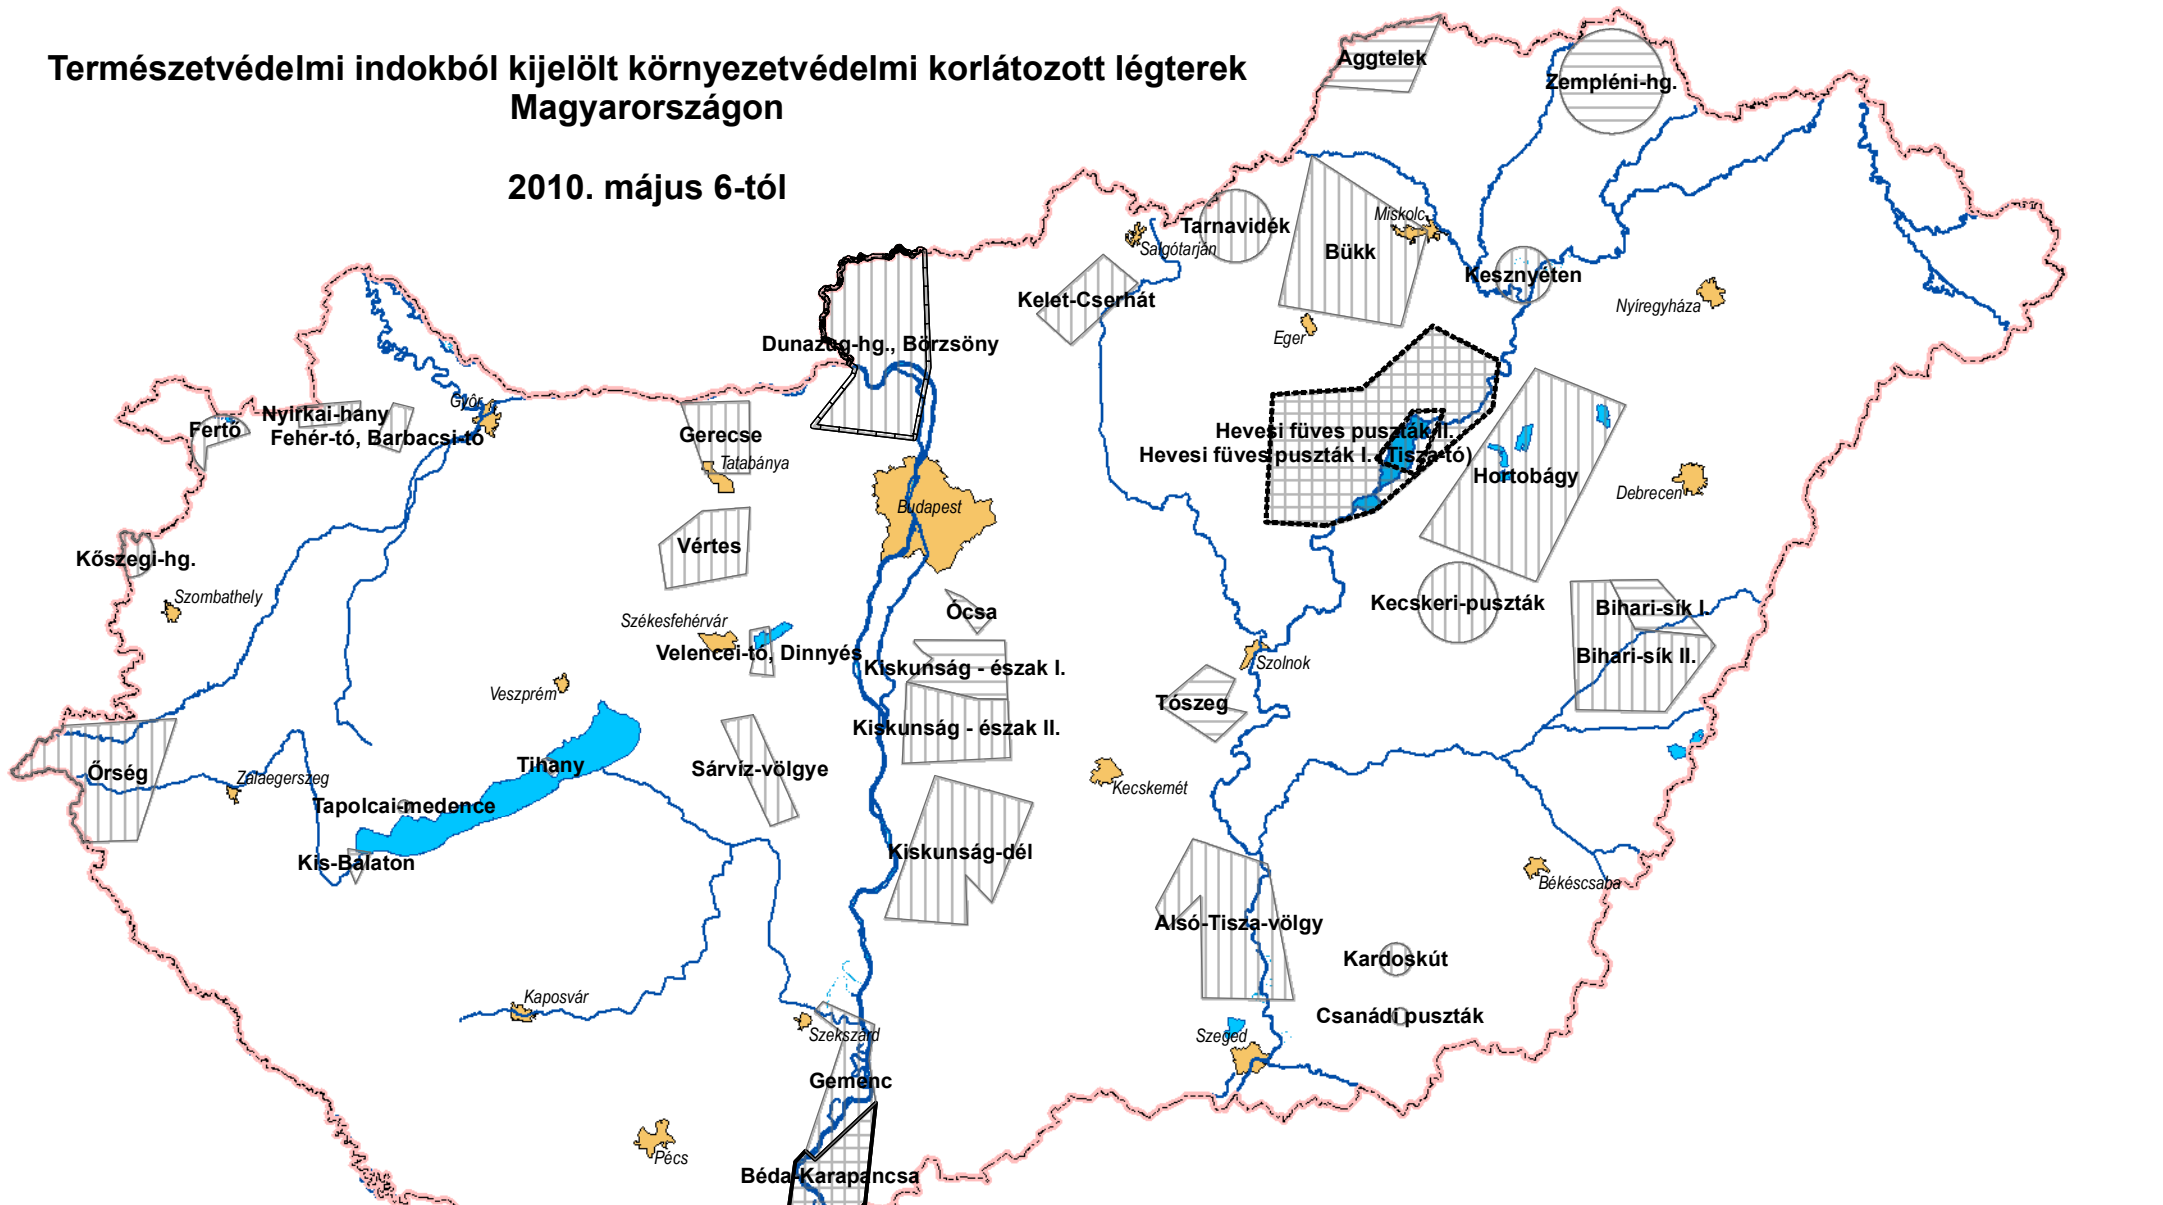 Természetvédelmi indokból kijelölt környezetvédelmi korlátozott légterek
Magyarországon
2010. május 6-tól
Aggtelek
Zempléni-hg.
Tarnavidék
Miskolc
Salgótarján
Bükk
Kesznyéten
Kelet-Cserhát
Nyíregyháza
Eger
Dunazug-hg., Börzsöny
Győr
Nyirkai-hany
Fertő
Fehér-tó, Barbacsi-tó
Gerecse
Tatabánya
Hevesi füves puszták II.
Hevesi füves puszták I. (Tisza-tó)
Hortobágy
Debrecen
Budapest
Vértes
Kőszegi-hg.
Szombathely
Kecskeri-puszták
Bihari-sík I.
Ócsa
Székesfehérvár
Velencei-tó, Dinnyés
Bihari-sík II.
Kiskunság - észak I.
Szolnok
Veszprém
Tószeg
Kiskunság - észak II.
Őrség
Zalaegerszeg
Tihany
Sárvíz-völgye
Kecskemét
Tapolcai-medence
Kis-Balaton
Kiskunság-dél
Békéscsaba
Alsó-Tisza-völgy
Kardoskút
Kaposvár
Csanádi puszták
Szekszárd
Szeged
Gemenc
Pécs
Béda-Karapancsa